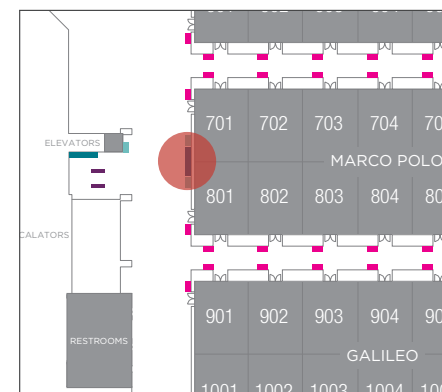 701 702 703 704
ELEVATORS
MARCO POLO
801 802 803 804
CALATORS
901 902 903 904
RESTROOMS
GALILEO
1001 1002 1003 1004